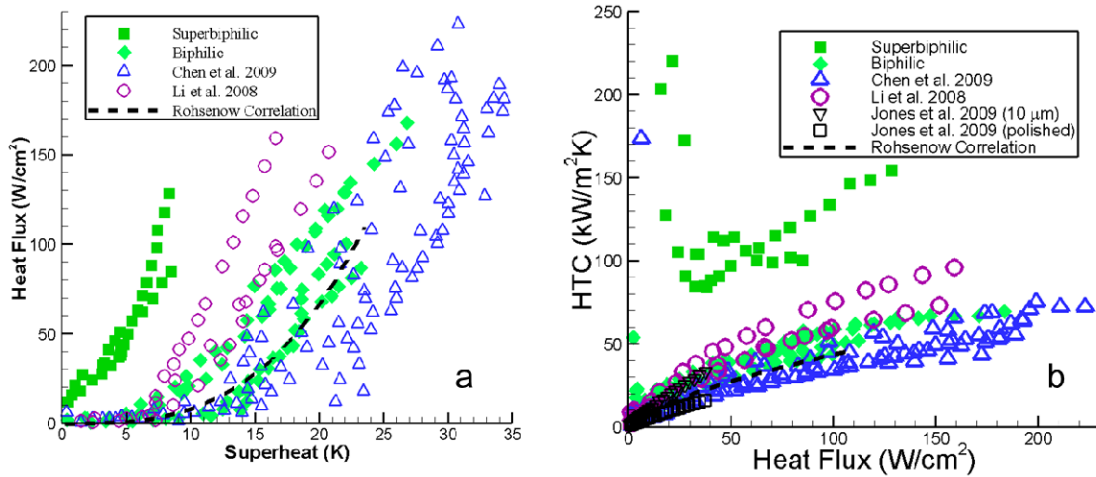 Superbiphilic
Biphilic
Chen et al. 2009
Li et al. 2008
Rohsenow Correlation
200
150
100
50
0
Heat Flux (W/cm²)
0 5 10 15 20 25 30 35
Superheat (K)
a
Superbiphilic
Biphilic
Chen et al. 2009
Li et al. 2008
Jones et al. 2009 (10 μm)
Jones et al. 2009 (polished)
Rohsenow Correlation
250
200
150
100
50
0
HTC (kW/m²K)
0 50 100 150 200
Heat Flux (W/cm²)
b